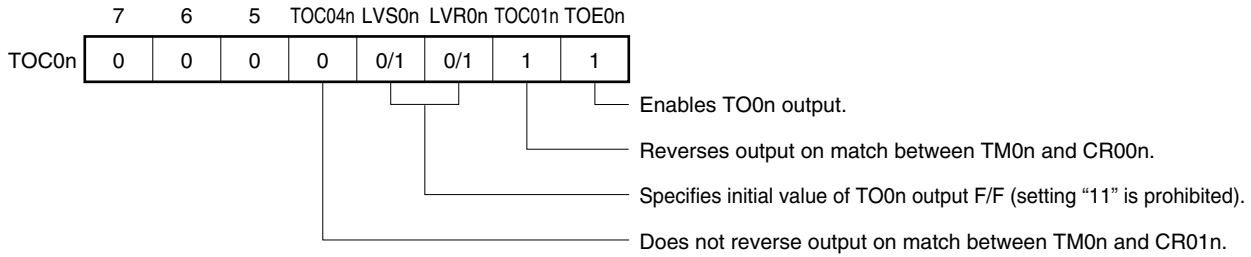 7 6 5 TOC04n LVS0n LVR0n TOC01n TOE0n
TOC0n 0 0 0 0 0/1 0/1 1 1
Enables TO0n output.
Reverses output on match between TM0n and CR00n.
Specifies initial value of TO0n output F/F (setting “11” is prohibited).
Does not reverse output on match between TM0n and CR01n.